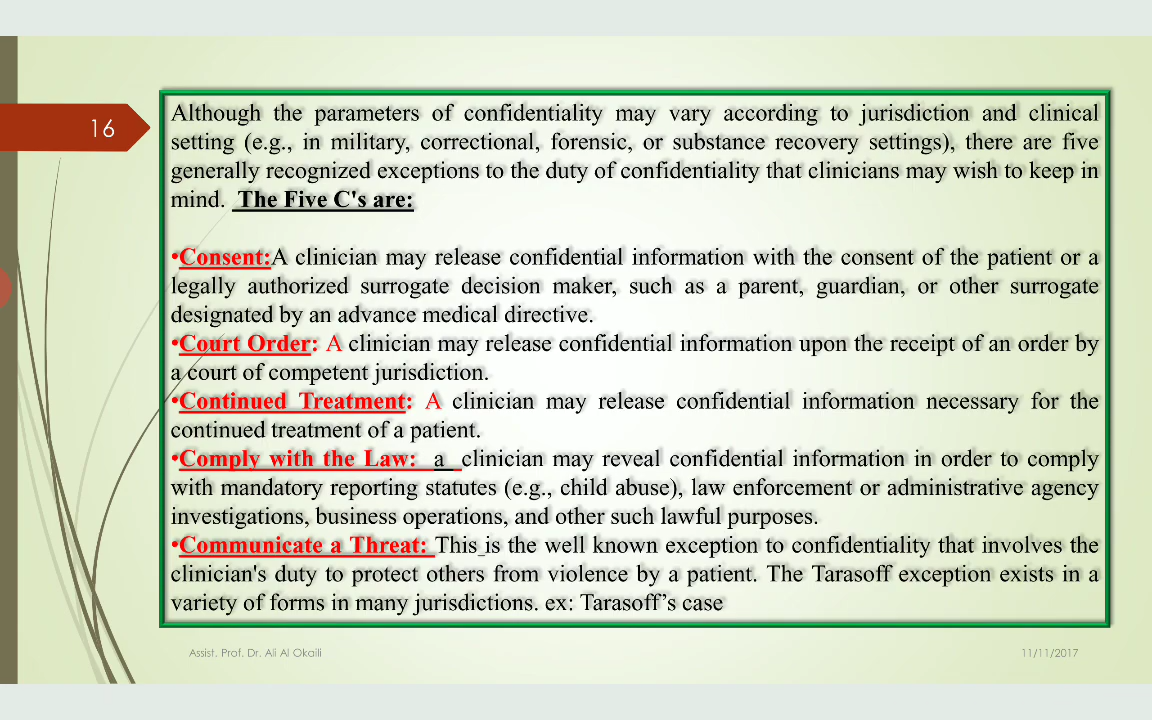 16
Although the parameters of confidentiality may vary according to jurisdiction and clinical
setting (e.g., in military, correctional, forensic, or substance recovery settings), there are five
generally recognized exceptions to the duty of confidentiality that clinicians may wish to keep in
mind. The Five C's are:
•Consent:A clinician may release confidential information with the consent of the patient or a
legally authorized surrogate decision maker, such as a parent, guardian, or other surrogate
designated by an advance medical directive.
•Court Order: A clinician may release confidential information upon the receipt of an order by
a court of competent jurisdiction.
•Continued Treatment: A clinician may release confidential information necessary for the
continued treatment of a patient.
•Comply with the Law: a clinician may reveal confidential information in order to comply
with mandatory reporting statutes (e.g., child abuse), law enforcement or administrative agency
investigations, business operations, and other such lawful purposes.
•Communicate a Threat: This is the well known exception to confidentiality that involves the
clinician's duty to protect others from violence by a patient. The Tarasoff exception exists in a
variety of forms in many jurisdictions. ex: Tarasoff’s case
Assist. Prof. Dr. Ali Al Okaili
11/11/2017